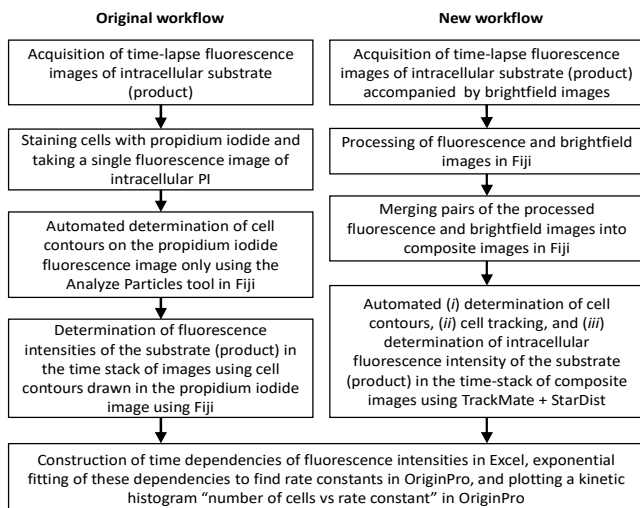 Original workflow
Acquisition of time-lapse fluorescence
images of intracellular substrate
(product)
Staining cells with propidium iodide and
taking a single fluorescence image of
intracellular PI
Automated determination of cell
contours on the propidium iodide
fluorescence image only using the
Analyze Particles tool in Fiji
Determination of fluorescence
intensities of the substrate (product) in
the time stack of images using cell
contours drawn in the propidium iodide
image using Fiji
New workflow
Acquisition of time-lapse fluorescence
images of intracellular substrate (product)
accompanied by brightfield images
Processing of fluorescence and brightfield
images in Fiji
Merging pairs of the processed
fluorescence and brightfield images into
composite images in Fiji
Automated (i) determination of cell
contours, (ii) cell tracking, and (iii)
determination of intracellular
fluorescence intensity of the substrate
(product) in the time-stack of composite
images using TrackMate + StarDist
Construction of time dependencies of fluorescence intensities in Excel, exponential
fitting of these dependencies to find rate constants in OriginPro, and plotting a kinetic
histogram “number of cells vs rate constant” in OriginPro